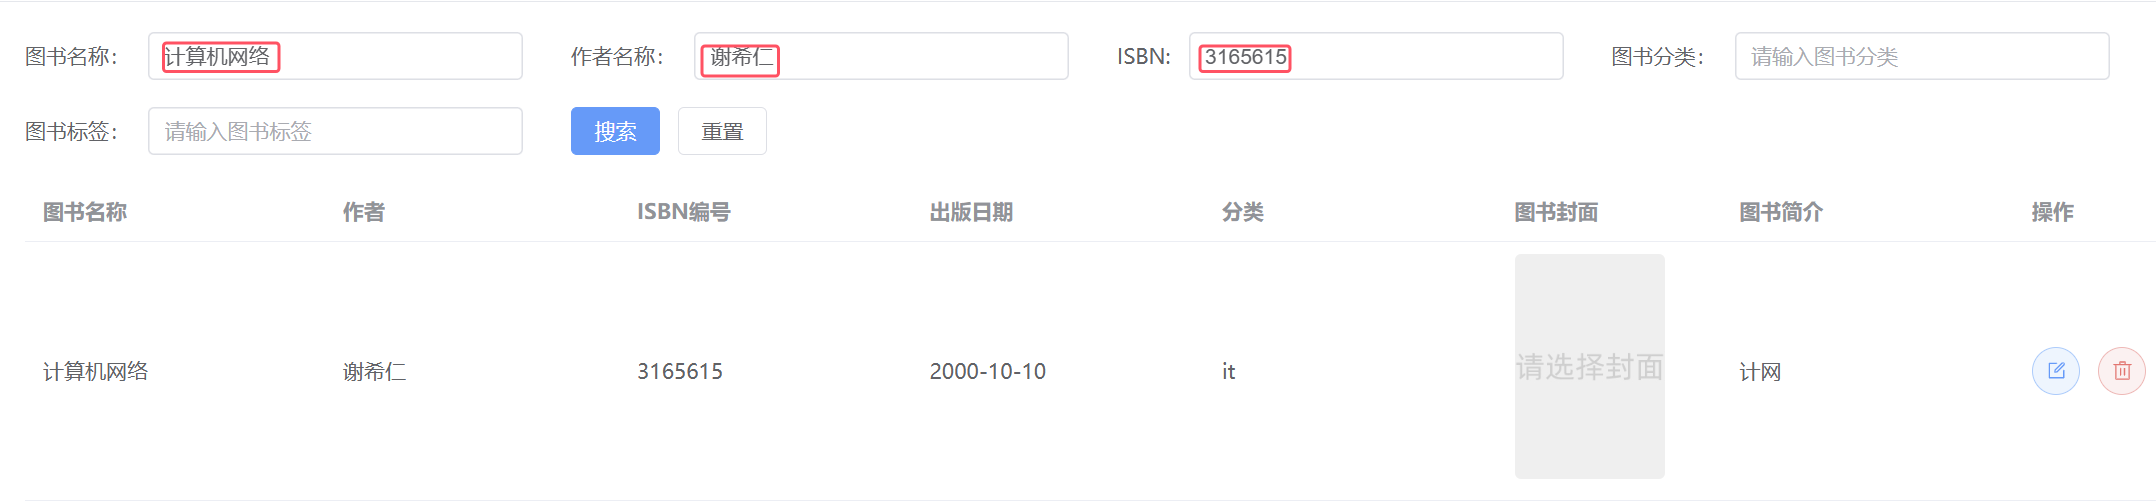 图书名称: 计算机网络 作者名称: 谢希仁 ISBN: 3165615 图书分类: 请输入图书分类
图书标签: 请输入图书标签 搜索 重置
图书名称 作者 ISBN编号 出版日期 分类 图书封面 图书简介 操作
计算机网络 谢希仁 3165615 2000-10-10 it 请选择封面 计网